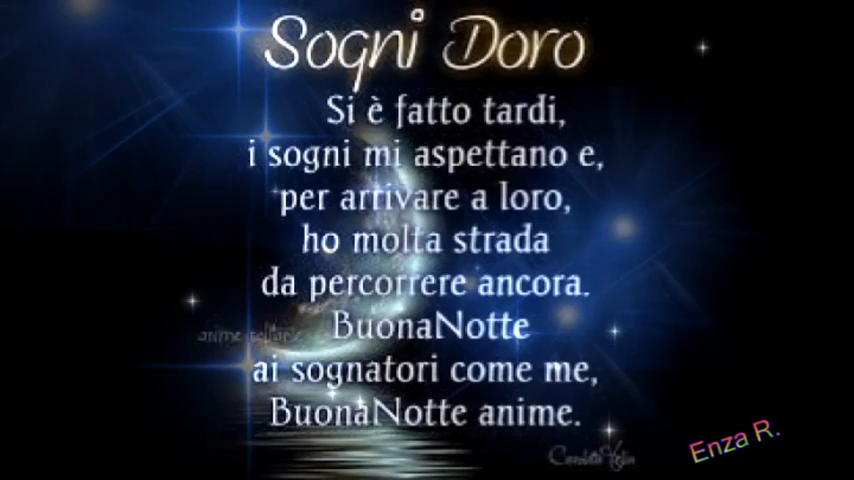 Sogni Doro
Si è fatto tardi,
i sogni mi aspettano e,
per arrivare a loro,
ho molta strada
da percorrere ancora.
BuonaNotte
ai sognatori come me,
BuonaNotte anime.
Enza R.